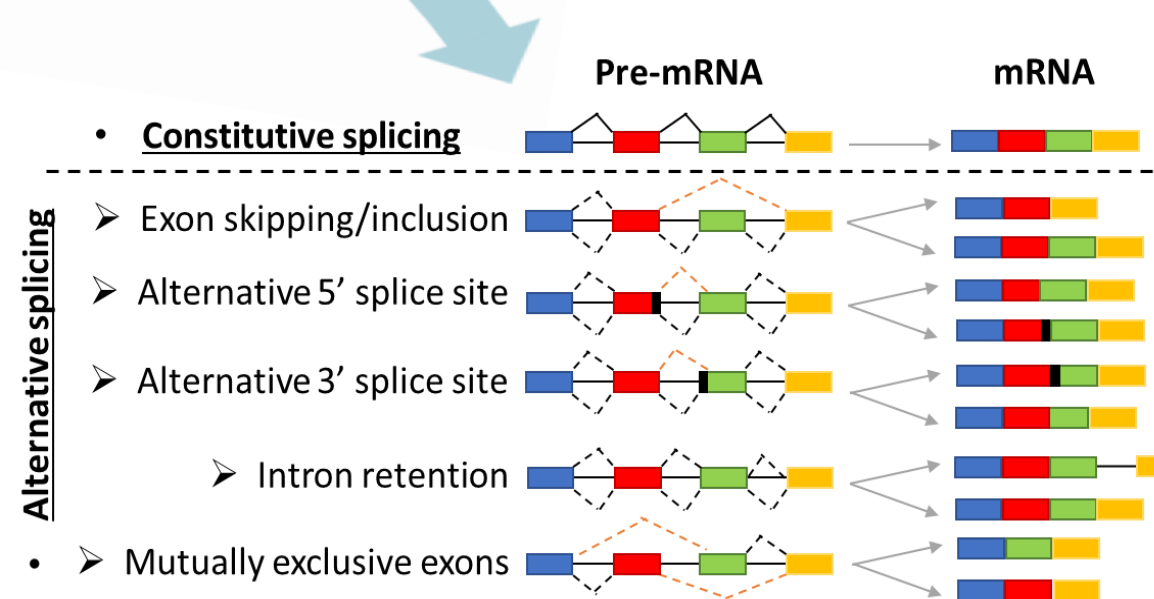 Pre-mRNA
mRNA
• Constitutive splicing
Alternative splicing
➢ Exon skipping/inclusion
➢ Alternative 5’ splice site
➢ Alternative 3’ splice site
➢ Intron retention
• ➢ Mutually exclusive exons